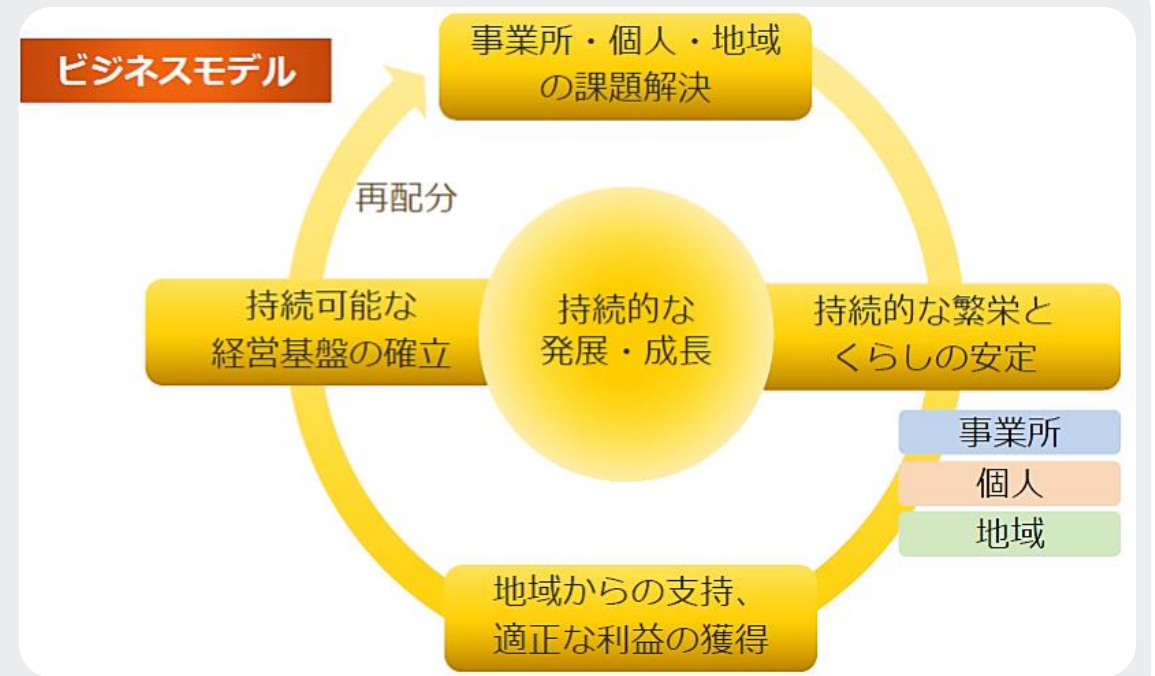 ビジネスモデル
事業所・個人・地域
の課題解決
再配分
持続可能な
経営基盤の確立
持続的な
発展・成長
持続的な繁栄と
くらしの安定
事業所
個人
地域
地域からの支持、
適正な利益の獲得